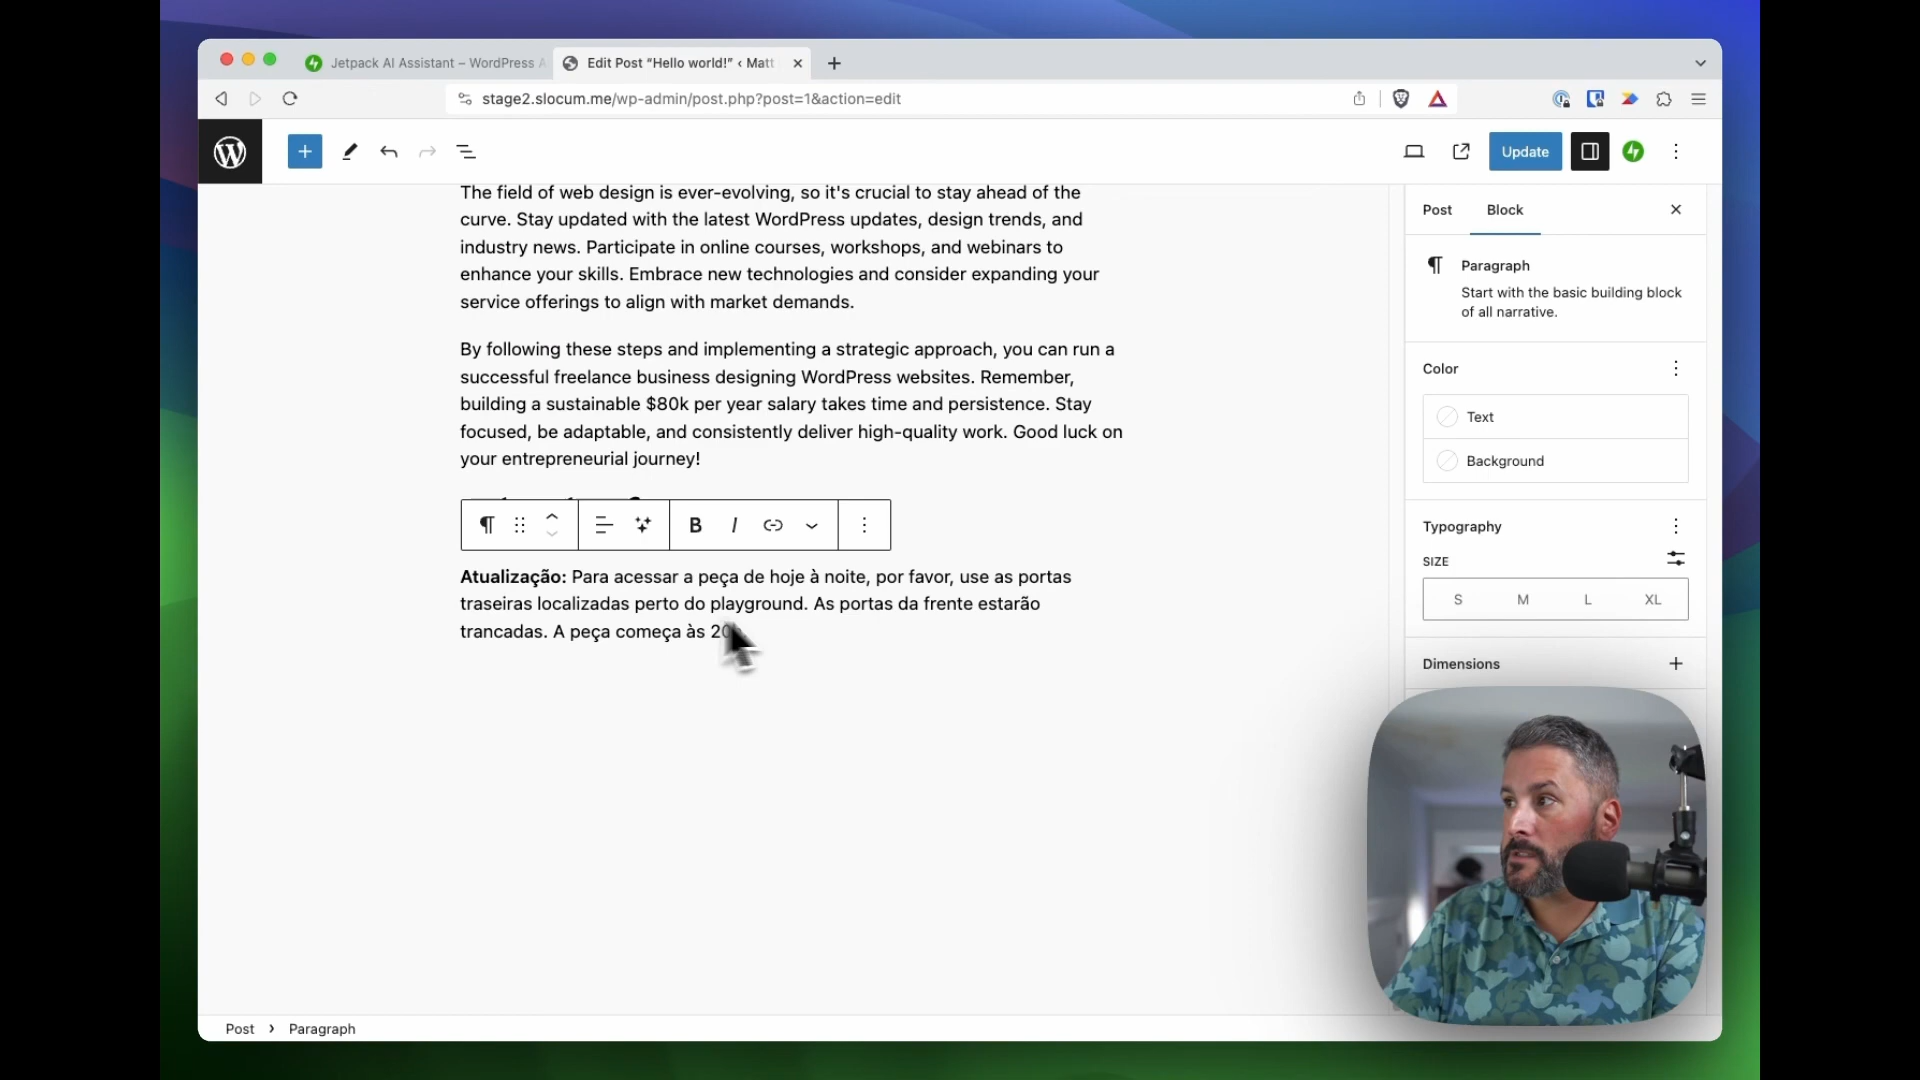 Jetpack AI Assistant – WordPress
Edit Post “Hello world!” ‹ Matt
stage2.slocum.me/wp-admin/post.php?post=1&action=edit
Update
The field of web design is ever-evolving, so it's crucial to stay ahead of the
curve. Stay updated with the latest WordPress updates, design trends, and
industry news. Participate in online courses, workshops, and webinars to
enhance your skills. Embrace new technologies and consider expanding your
service offerings to align with market demands.
By following these steps and implementing a strategic approach, you can run a
successful freelance business designing WordPress websites. Remember,
building a sustainable $80k per year salary takes time and persistence. Stay
focused, be adaptable, and consistently deliver high-quality work. Good luck on
your entrepreneurial journey!
B I
Atualização: Para acessar a peça de hoje à noite, por favor, use as portas
traseiras localizadas perto do playground. As portas da frente estarão
trancadas. A peça começa às
Post Block
Paragraph
Start with the basic building block
of all narrative.
Color
Text
Background
Typography
SIZE
S M L XL
Dimensions
Post › Paragraph